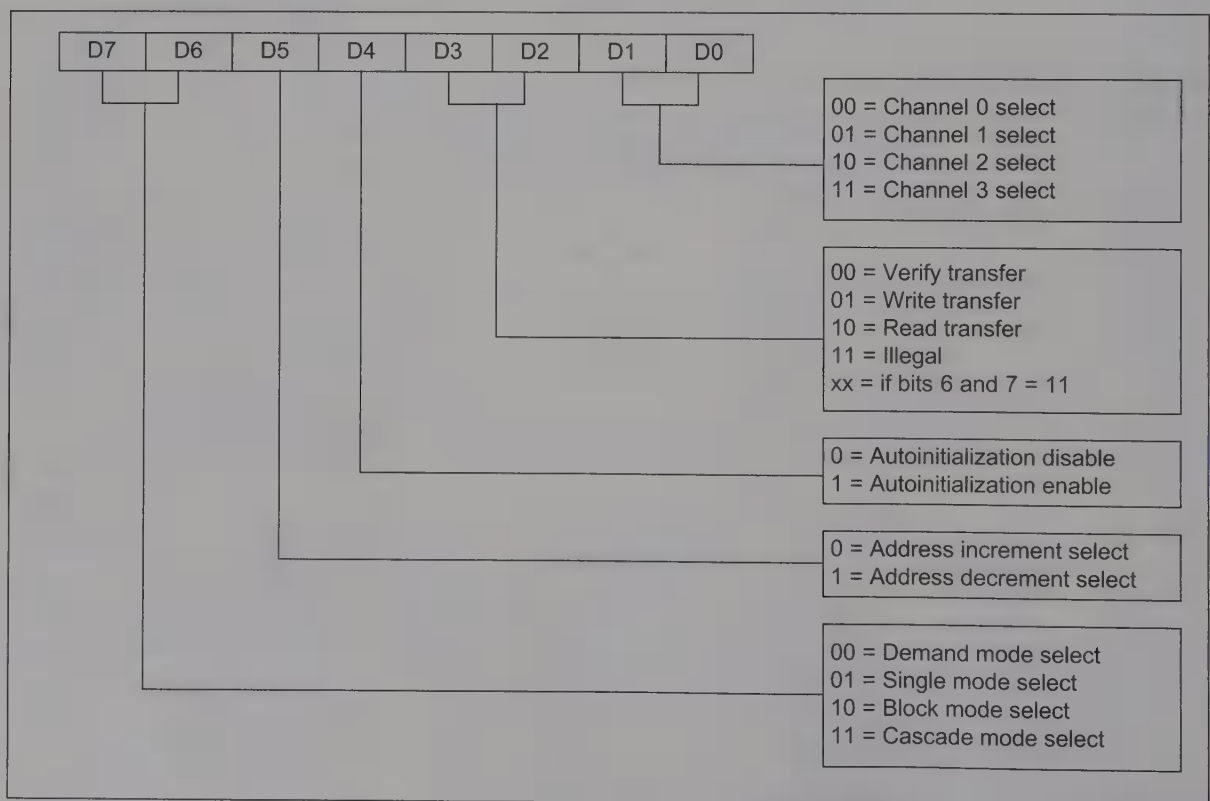 D7 D6 D5 D4 D3 D2 D1 D0
00 = Channel 0 select
01 = Channel 1 select
10 = Channel 2 select
11 = Channel 3 select
00 = Verify transfer
01 = Write transfer
10 = Read transfer
11 = Illegal
xx = if bits 6 and 7 = 11
0 = Autoinitialization disable
1 = Autoinitialization enable
0 = Address increment select
1 = Address decrement select
00 = Demand mode select
01 = Single mode select
10 = Block mode select
11 = Cascade mode select